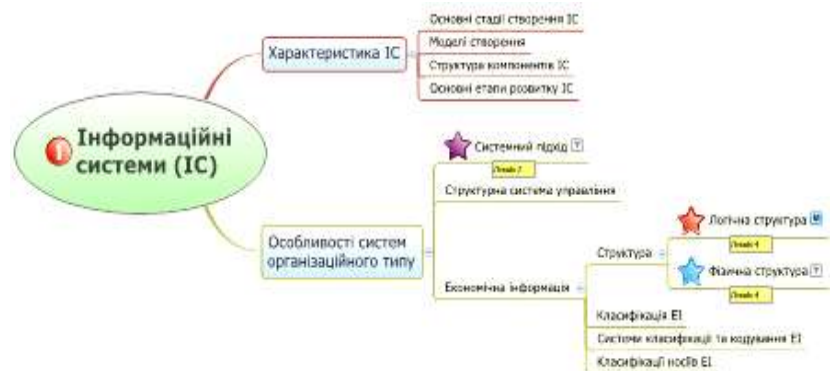 Інформаційні
системи (ІС)
Характеристика ІС
Основні стадії створення ІС
Моделі створення
Структура компонентів ІС
Основні етапи розвитку ІС
Особливості систем
організаційного типу
Системний підхід
Структурна система управління
Економічна інформація
Структура
Логічна структура
Фізична структура
Класифікація ЕІ
Системи класифікації та кодування ЕІ
Класифікації носіїв ЕІ